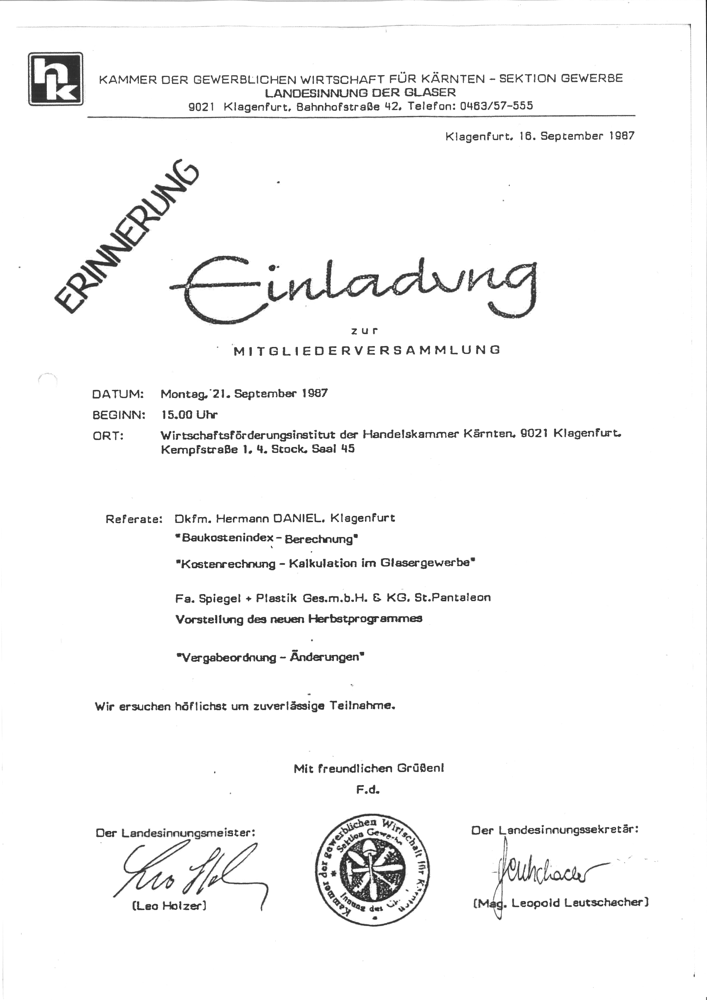 hk
KAMMER DER GEWERBLICHEN WIRTSCHAFT FÜR KÄRNTEN – SEKTION GEWERBE
LANDESINNUNG DER GLASER
9021 Klagenfurt, Bahnhofstraße 42, Telefon: 0463/57-555
Klagenfurt, 16. September 1987
ERINNERUNG
Einladung
zur
MITGLIEDERVERSAMMLUNG
DATUM: Montag, 21. September 1987
BEGINN: 15.00 Uhr
ORT: Wirtschaftsförderungsinstitut der Handelskammer Kärnten, 9021 Klagenfurt,
Kempfstraße 1, 4. Stock, Saal 45
Referate: Dkfm. Hermann DANIEL, Klagenfurt
"Baukostenindex – Berechnung"
"Kostenrechnung – Kalkulation im Glasergewerbe"
Fa. Spiegel + Plastik Ges.m.b.H. & KG, St.Pantaleon
Vorstellung des neuen Herbstprogrammes
"Vergabeordnung – Änderungen"
Wir ersuchen höflichst um zuverlässige Teilnahme.
Mit freundlichen Grüßen!
F.d.
Der Landesinnungsmeister:
Leo Hol
(Leo Holzer)
Kammer der gewerblichen Wirtschaft für Kärnten
Sektion Gewerbe
Innung der
Der Landesinnungssekretär:
Leutschacher
(Mag. Leopold Leutschacher)